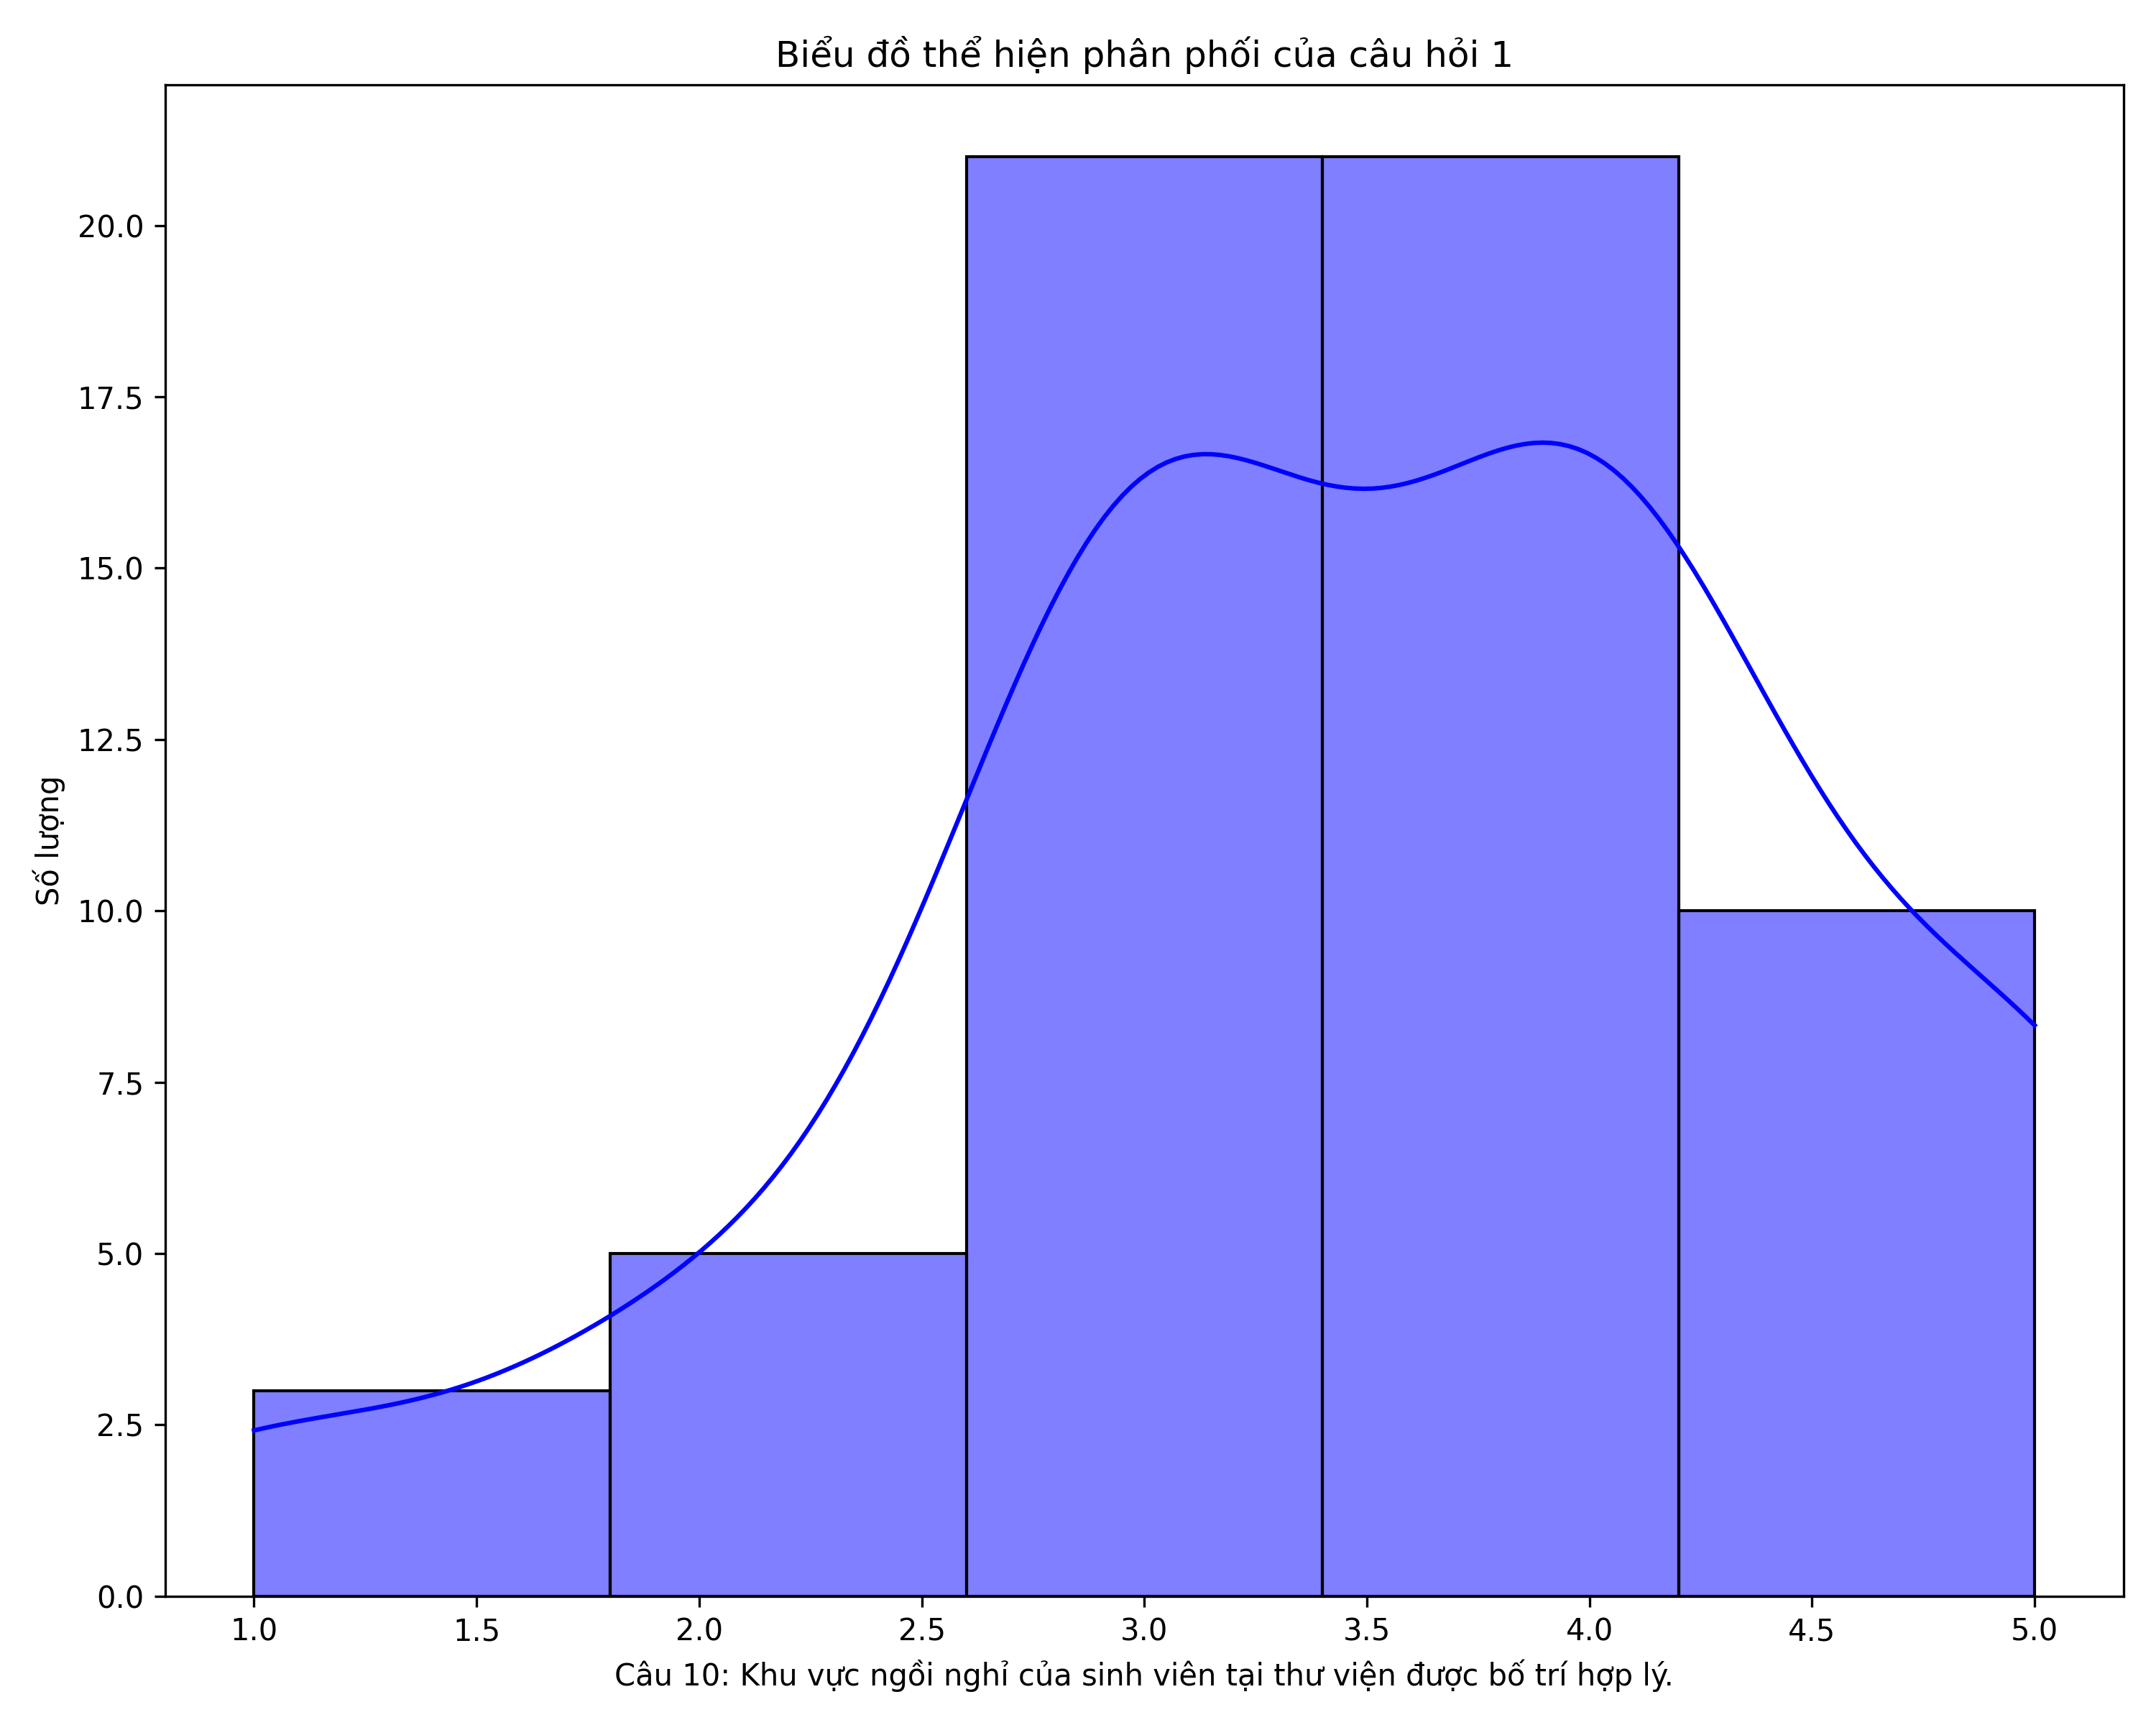 Biểu đồ thể hiện phân phối của câu hỏi 1
Số lượng
20.0
17.5
15.0
12.5
10.0
7.5
5.0
2.5
0.0
1.0 1.5 2.0 2.5 3.0 3.5 4.0 4.5 5.0
Câu 10: Khu vực ngồi nghỉ của sinh viên tại thư viện được bố trí hợp lý.